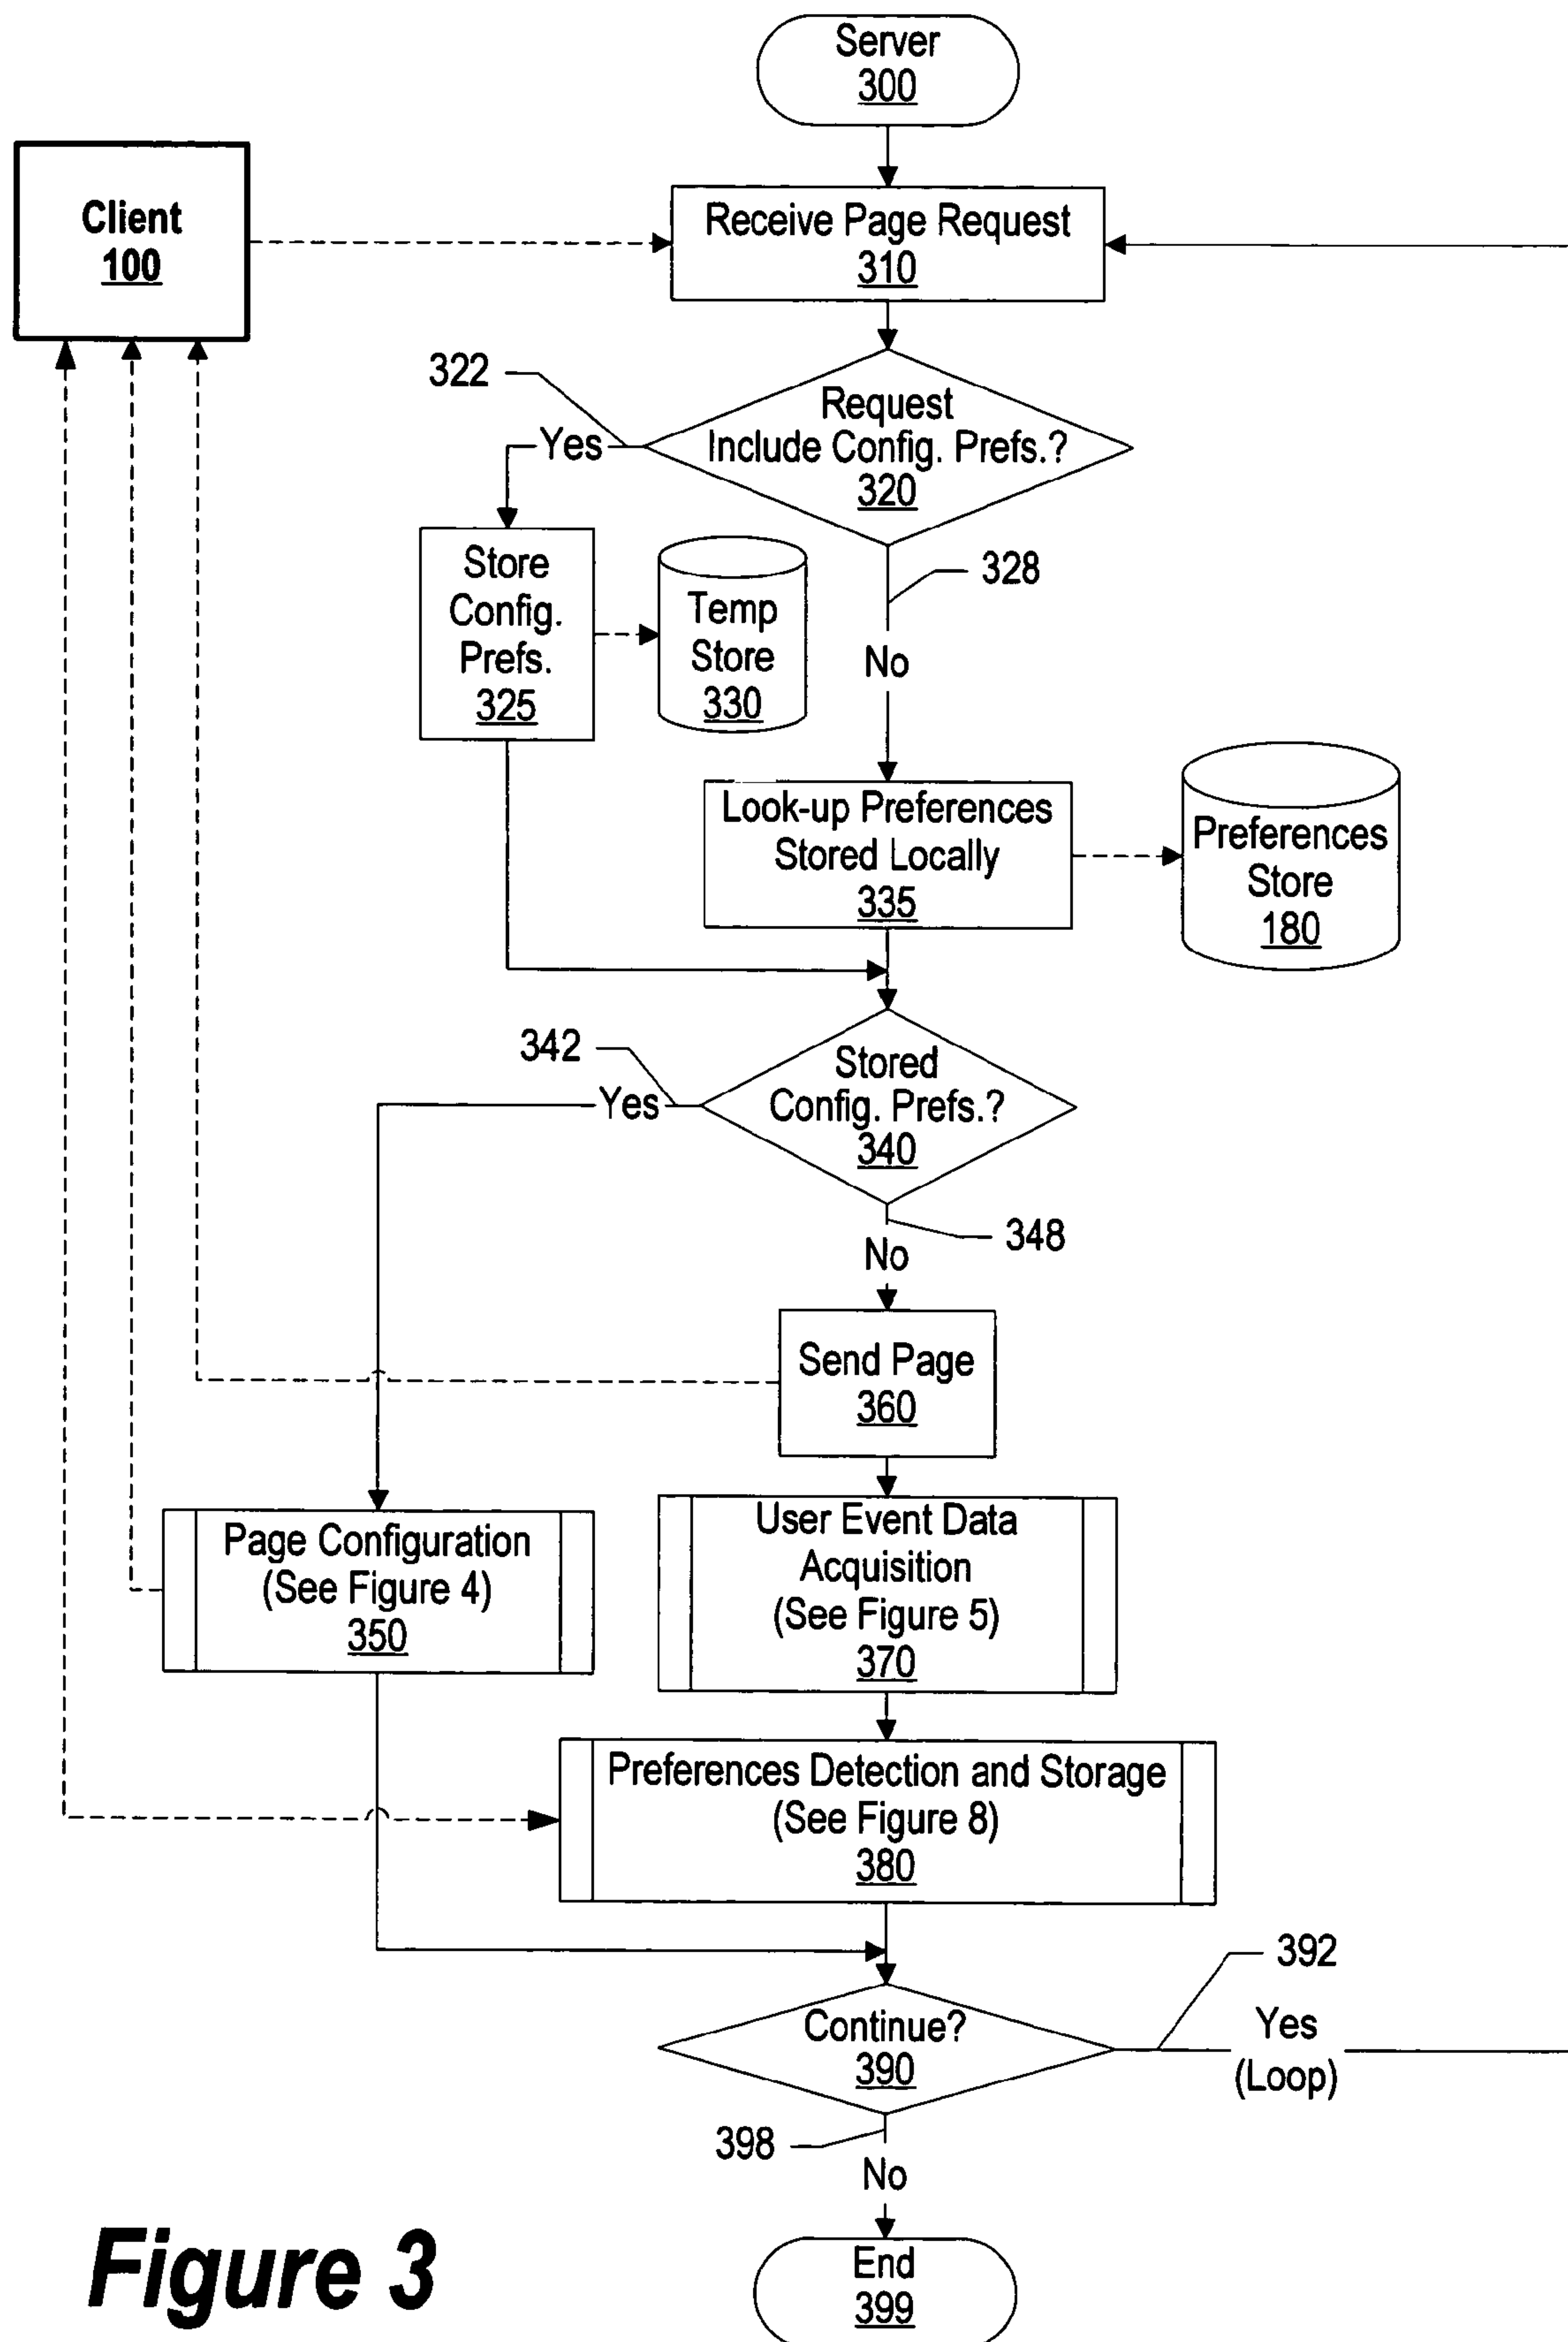 Server
300
Client
100
Receive Page Request
310
322
Request
Include Config. Prefs.?
320
Yes
328
Store
Config.
Prefs.
325
Temp
Store
330
No
Look-up Preferences
Stored Locally
335
Preferences
Store
180
342
Stored
Config. Prefs.?
340
Yes
348
No
Send Page
360
Page Configuration
(See Figure 4)
350
User Event Data
Acquisition
(See Figure 5)
370
Preferences Detection and Storage
(See Figure 8)
380
392
Continue?
390
Yes
(Loop)
398
No
End
399
Figure 3